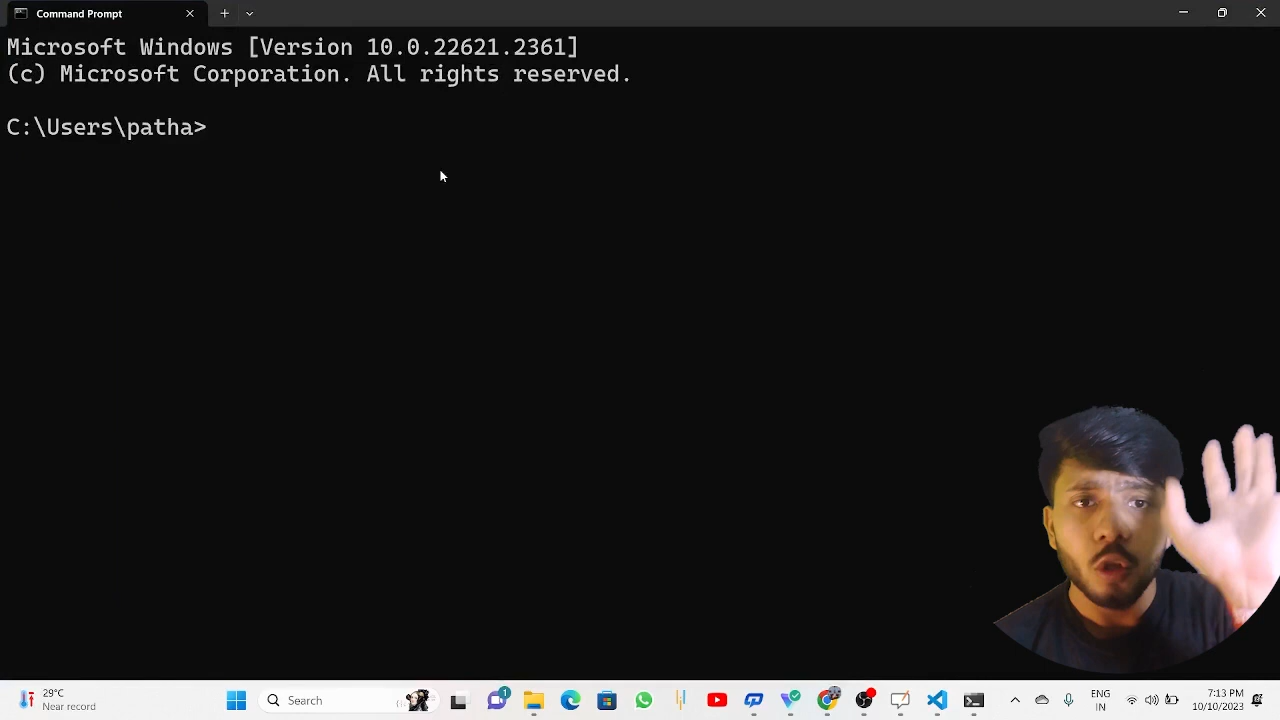 Command Prompt
Microsoft Windows [Version 10.0.22621.2361]
(c) Microsoft Corporation. All rights reserved.
C:\Users\patha>
29°C
Near record
Search
1
ENG
IN
7:13 PM
10/10/2023